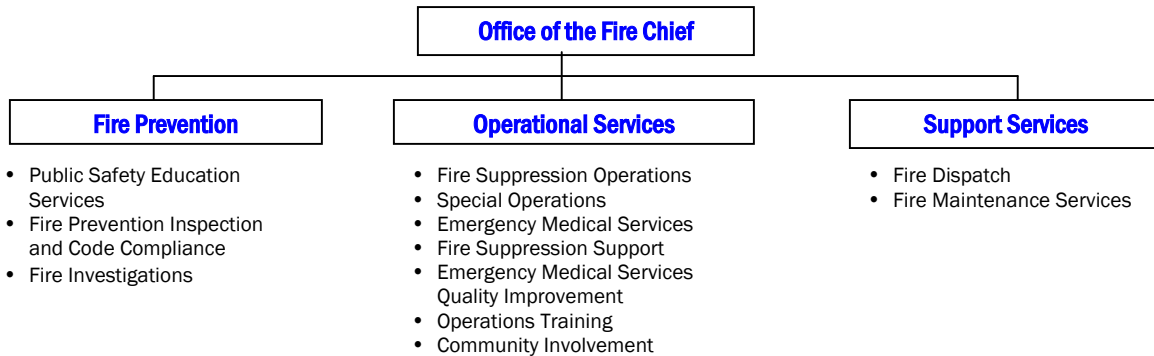 Office of the Fire Chief
Fire Prevention
• Public Safety Education
Services
• Fire Prevention Inspection
and Code Compliance
• Fire Investigations
Operational Services
• Fire Suppression Operations
• Special Operations
• Emergency Medical Services
• Fire Suppression Support
• Emergency Medical Services
Quality Improvement
• Operations Training
• Community Involvement
Support Services
• Fire Dispatch
• Fire Maintenance Services